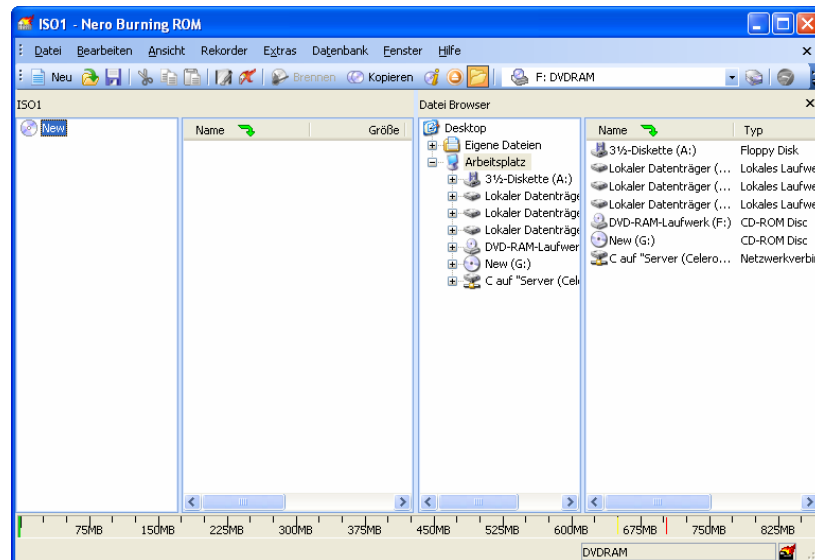 ISO1 - Nero Burning ROM
Datei Bearbeiten Ansicht Rekorder Extras Datenbank Fenster Hilfe
Neu Brennen Kopieren F: DVDRAM
ISO1
New
Name Größe
Datei Browser
Desktop
Eigene Dateien
Arbeitsplatz
3½-Diskette (A:)
Lokaler Datenträge
Lokaler Datenträge
Lokaler Datenträge
DVD-RAM-Laufwer
New (G:)
C auf "Server (Cel
Name Typ
3½-Diskette (A:) Floppy Disk
Lokaler Datenträger (... Lokales Laufwe
Lokaler Datenträger (... Lokales Laufwe
Lokaler Datenträger (... Lokales Laufwe
DVD-RAM-Laufwerk (F:) CD-ROM Disc
New (G:) CD-ROM Disc
C auf "Server (Celero... Netzwerkverbi
75MB 150MB 225MB 300MB 375MB 450MB 525MB 600MB 675MB 750MB 825MB
DVDRAM